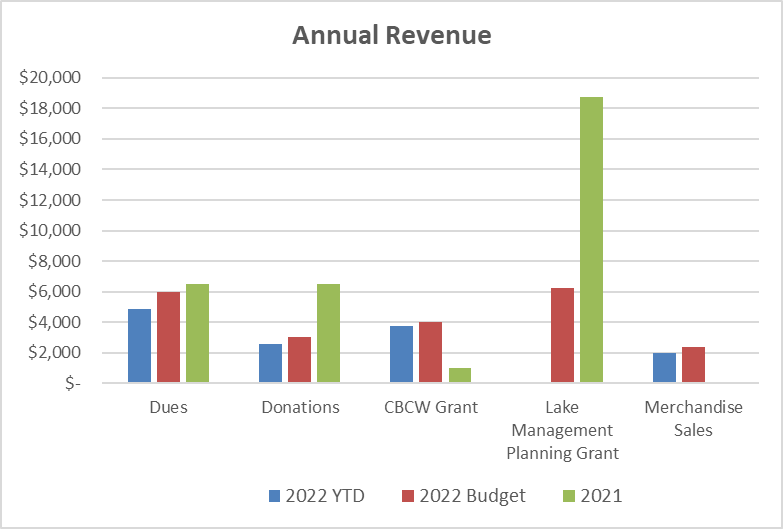 Annual Revenue
$20,000
$18,000
$16,000
$14,000
$12,000
$10,000
$8,000
$6,000
$4,000
$2,000
$-
Dues
Donations
CBCW Grant
Lake
Management
Planning Grant
Merchandise
Sales
2022 YTD
2022 Budget
2021